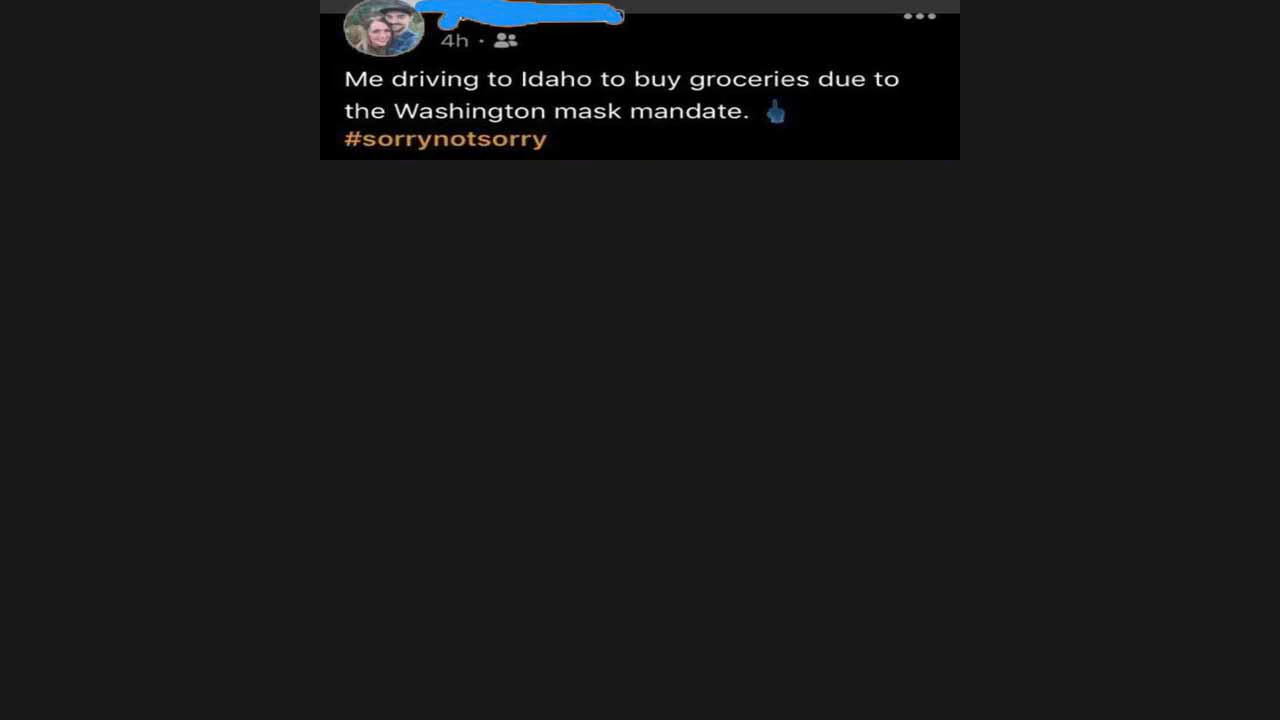 4h ·
Me driving to Idaho to buy groceries due to
the Washington mask mandate. 🖕
#sorrynotsorry